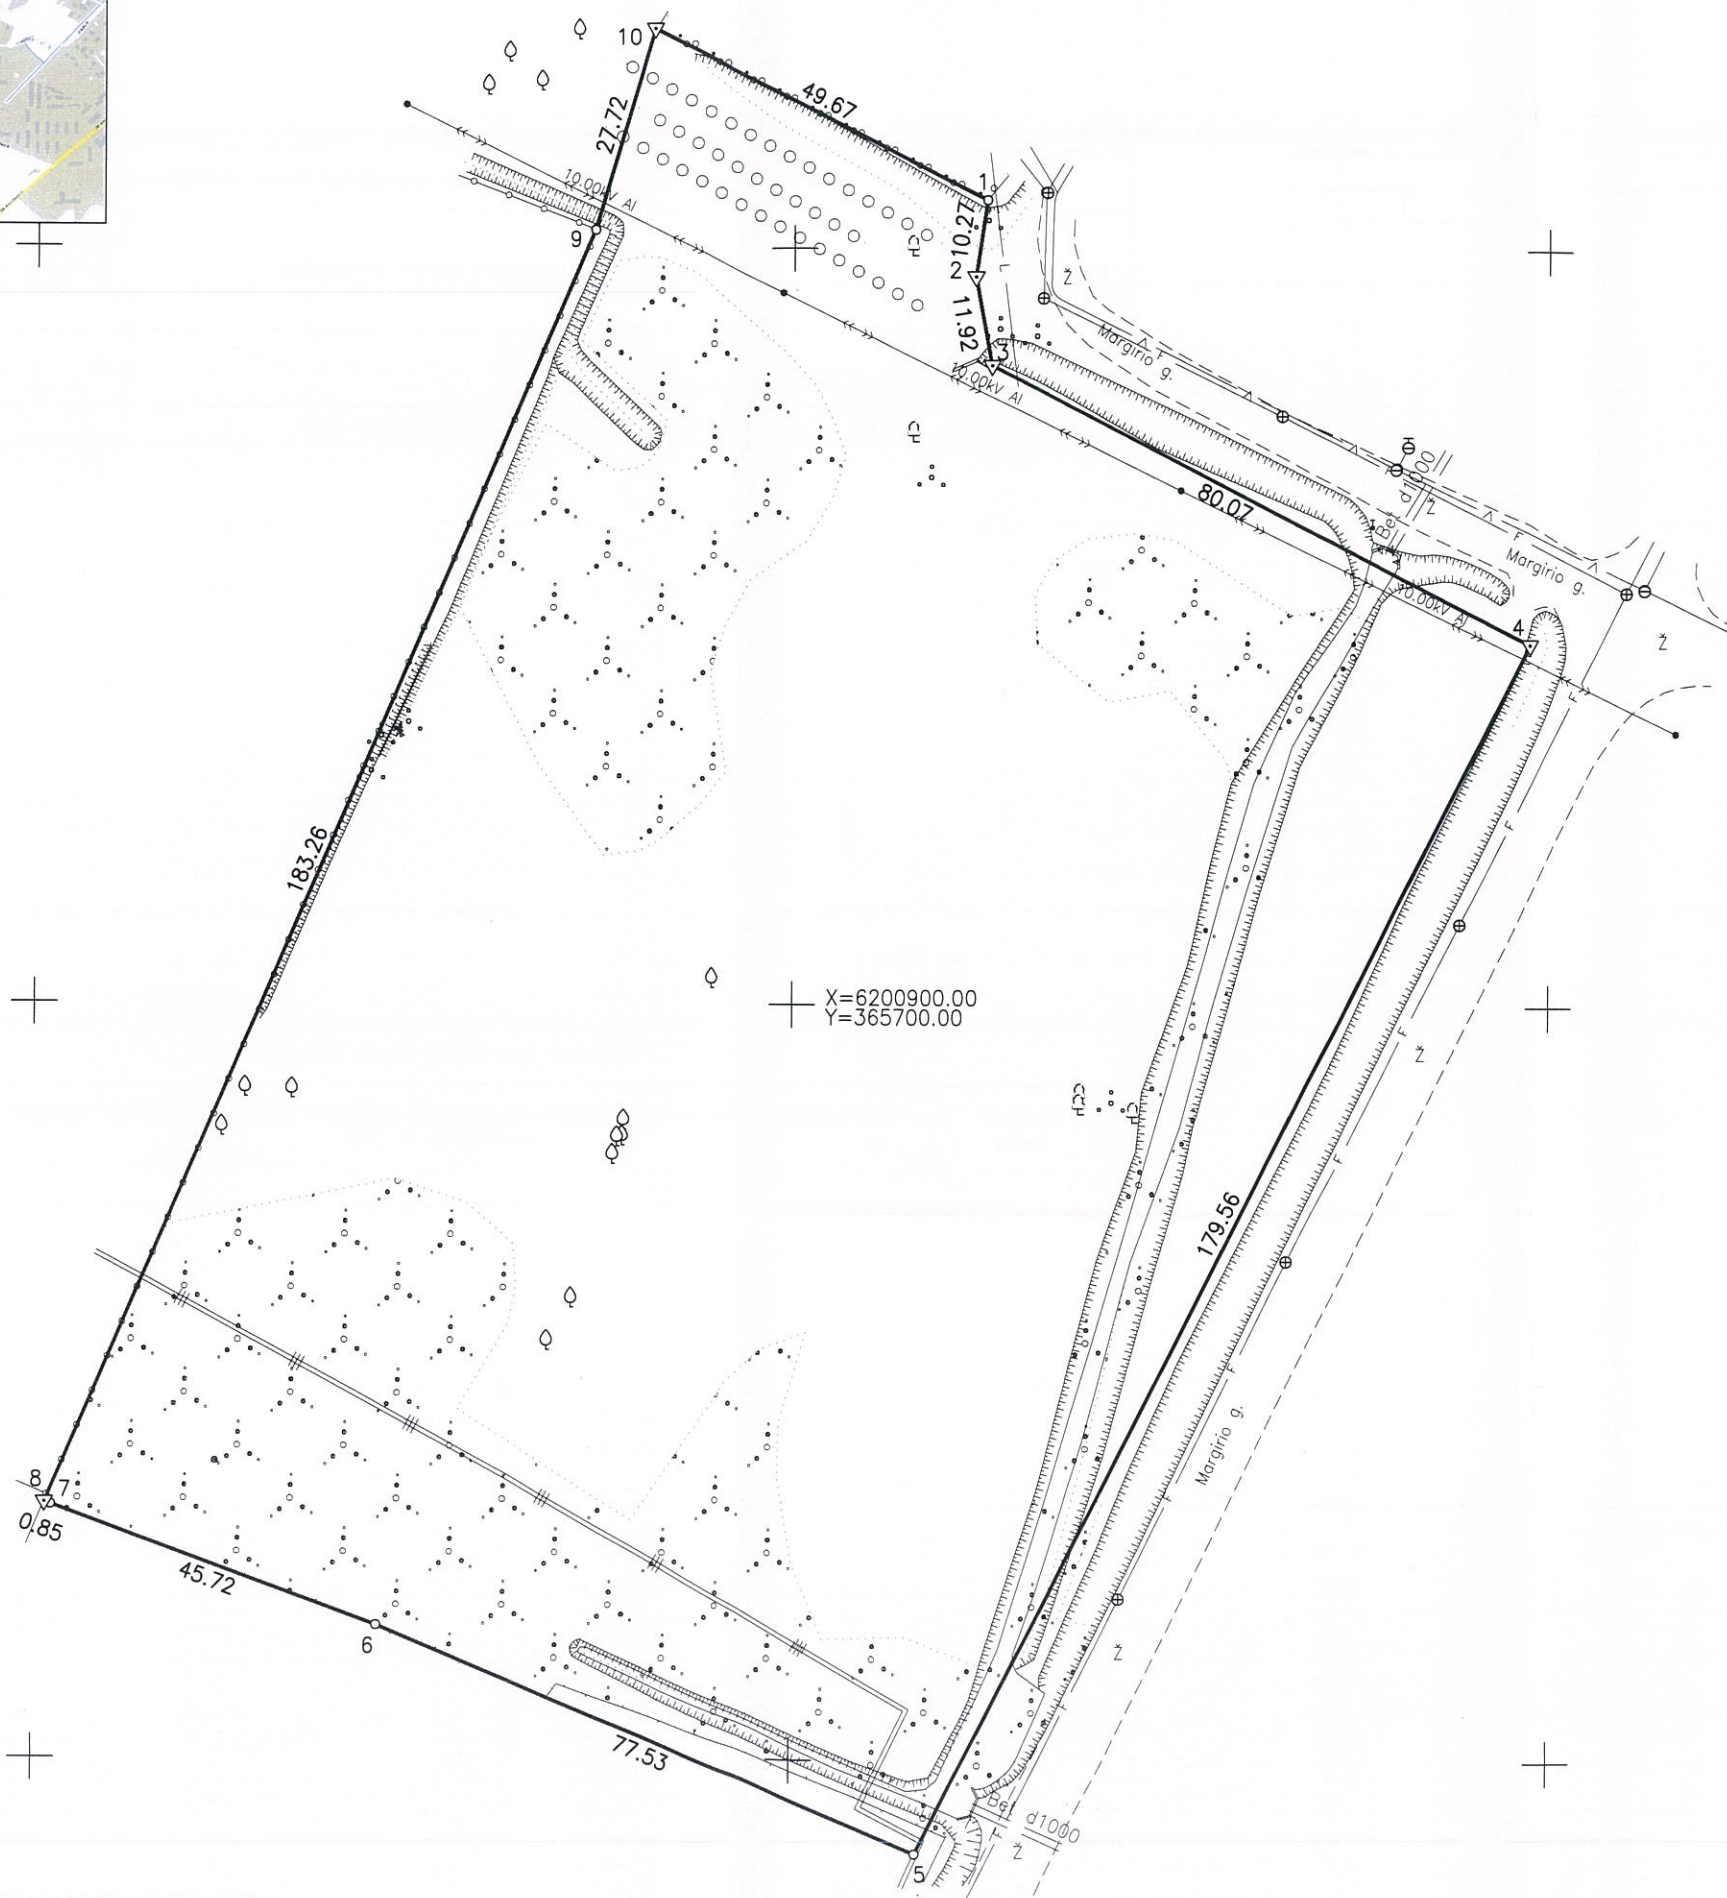 10
49.67
27.72
10.00kV Al
1
9
10.27
2
Ž
11.92
Margirio g.
3
10.00kV Al
80.07
Bet d1000
Ž
Margirio g.
10.00kV Al
4
Ž
183.26
X=6200900.00
Y=365700.00
Ž
179.56
Margirio g.
8
7
0.85
45.72
6
Ž
77.53
Bet d1000
Ž
5